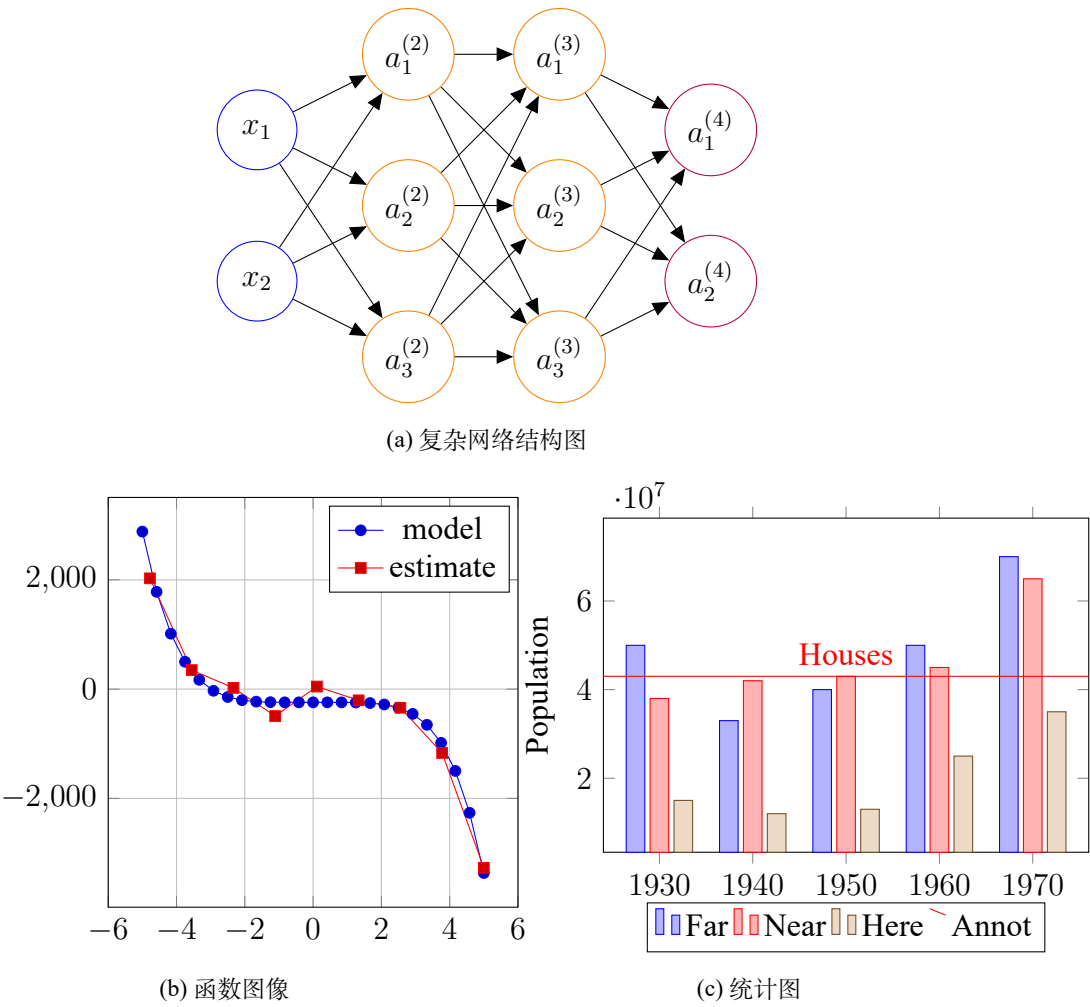 a_1^{(2)} a_1^{(3)}
x_1 a_1^{(4)}
a_2^{(2)} a_2^{(3)}
x_2 a_2^{(4)}
a_3^{(2)} a_3^{(3)}
(a) 复杂网络结构图
model
estimate
2,000
0
−2,000
−6 −4 −2 0 2 4 6
(b) 函数图像
·10^7
6
4
2
Population
Houses
1930 1940 1950 1960 1970
Far Near Here Annot
(c) 统计图